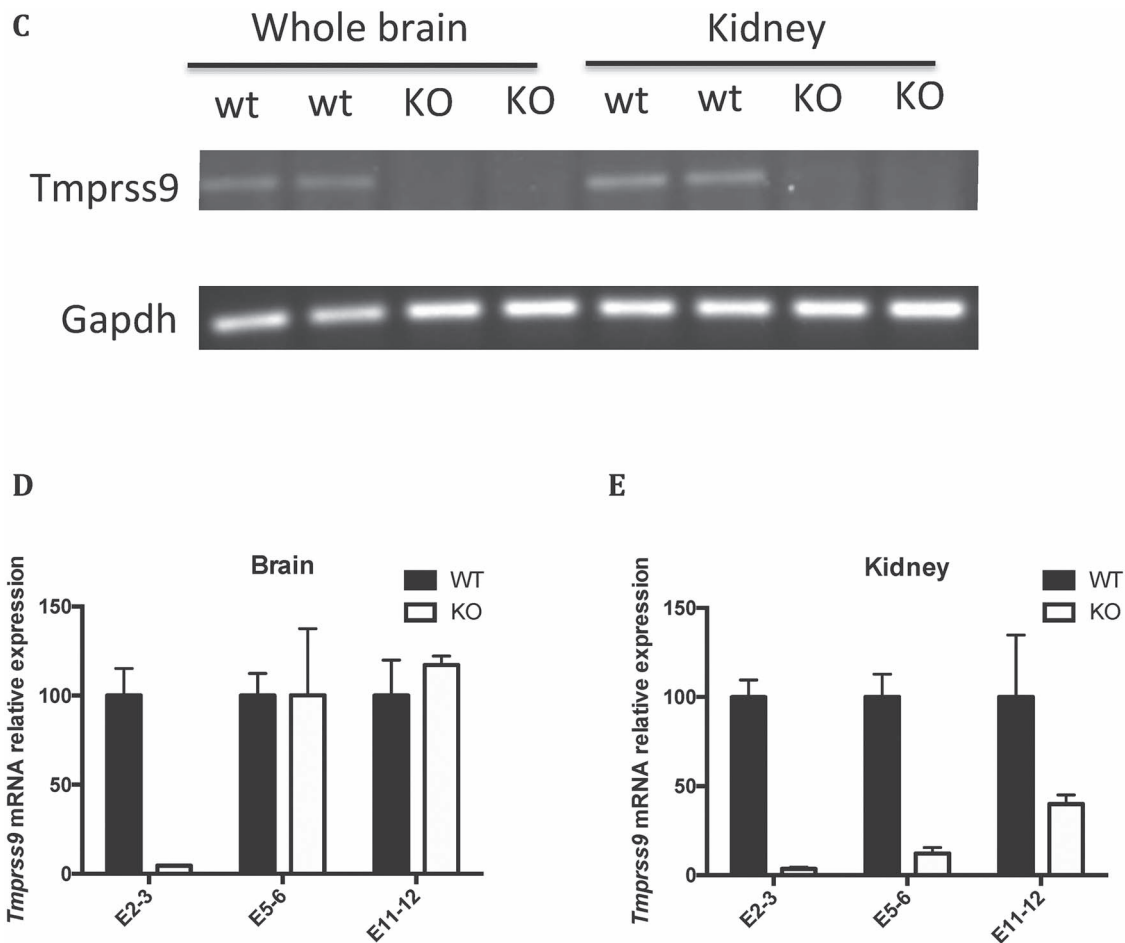 C
Whole brain Kidney
wt wt KO KO wt wt KO KO
Tmprss9
Gapdh
D
Brain
WT
KO
Tmprss9 mRNA relative expression
150
100
50
0
E2-3 E5-6 E11-12
E
Kidney
WT
KO
Tmprss9 mRNA relative expression
150
100
50
0
E2-3 E5-6 E11-12